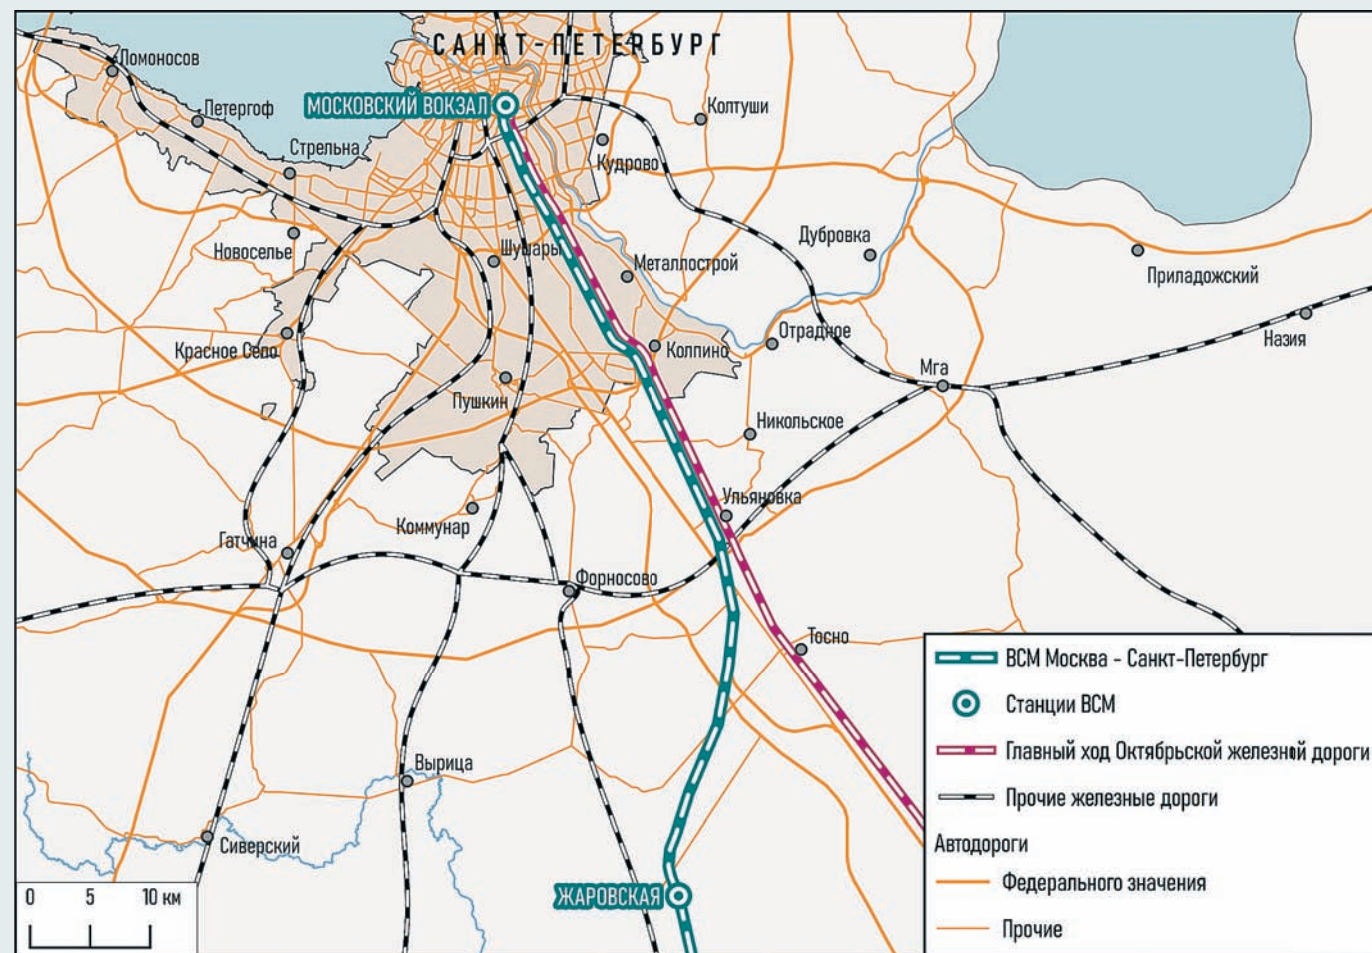 САНКТ-ПЕТЕРБУРГ
Ломоносов
Петергоф
МОСКОВСКИЙ ВОКЗАЛ
Колтуши
Стрельна
Кудрово
Новоселье
Шушары
Металлострой
Дубровка
Приладожский
Красное Село
Колпино
Отрадное
Назия
Мга
Пушкин
Никольское
Коммунар
Ульяновка
Гатчина
Форносово
Тосно
Вырица
Сиверский
ЖАРОВСКАЯ
0 5 10 км
ВСМ Москва - Санкт-Петербург
Станции ВСМ
Главный ход Октябрьской железной дороги
Прочие железные дороги
Автодороги
Федерального значения
Прочие